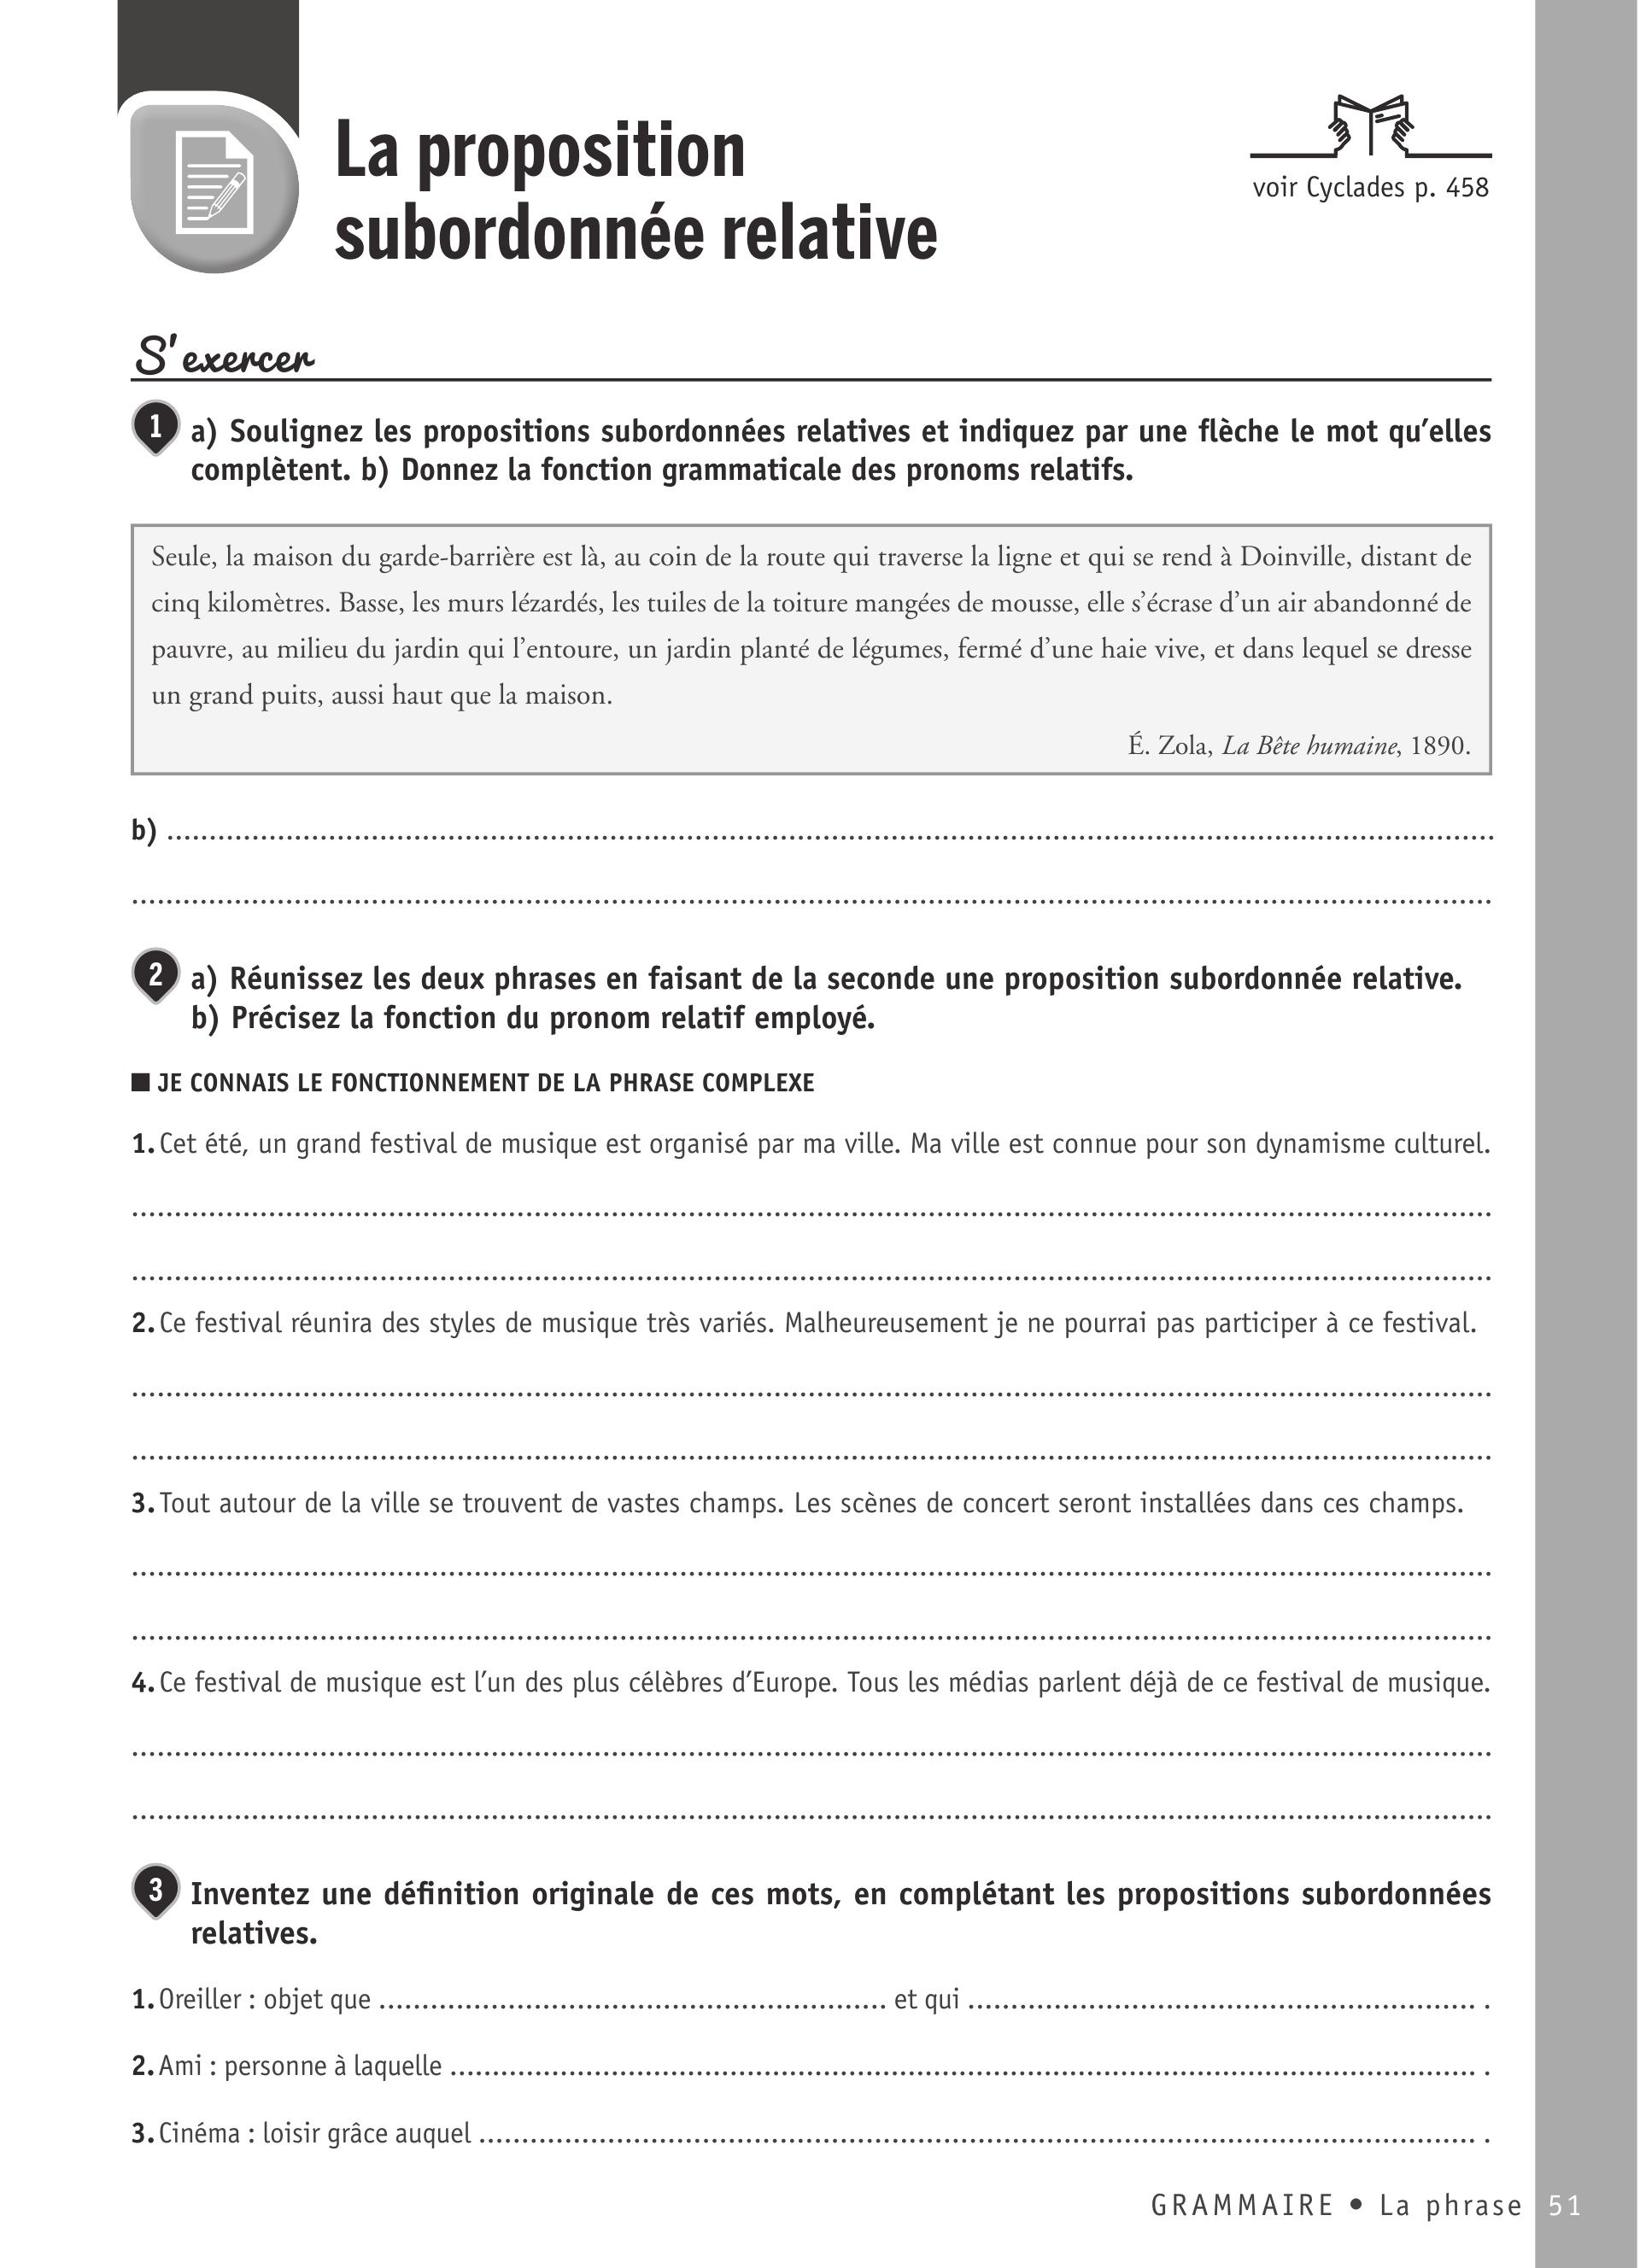 La proposition
subordonnée relative
voir Cyclades p. 458
S'exercer
1 a) Soulignez les propositions subordonnées relatives et indiquez par une flèche le mot qu'elles
complètent. b) Donnez la fonction grammaticale des pronoms relatifs.
Seule, la maison du garde-barrière est là, au coin de la route qui traverse la ligne et qui se rend à Doinville, distant de
cinq kilomètres. Basse, les murs lézardés, les tuiles de la toiture mangées de mousse, elle s'écrase d'un air abandonné de
pauvre, au milieu du jardin qui l'entoure, un jardin planté de légumes, fermé d'une haie vive, et dans lequel se dresse
un grand puits, aussi haut que la maison.
É. Zola, La Bête humaine, 1890.
b) ................................................................
................................................................
2 a) Réunissez les deux phrases en faisant de la seconde une proposition subordonnée relative.
b) Précisez la fonction du pronom relatif employé.
■ JE CONNAIS LE FONCTIONNEMENT DE LA PHRASE COMPLEXE
1. Cet été, un grand festival de musique est organisé par ma ville. Ma ville est connue pour son dynamisme culturel.
................................................................
................................................................
2. Ce festival réunira des styles de musique très variés. Malheureusement je ne pourrai pas participer à ce festival.
................................................................
................................................................
3. Tout autour de la ville se trouvent de vastes champs. Les scènes de concert seront installées dans ces champs.
................................................................
................................................................
4. Ce festival de musique est l'un des plus célèbres d'Europe. Tous les médias parlent déjà de ce festival de musique.
................................................................
................................................................
3 Inventez une définition originale de ces mots, en complétant les propositions subordonnées
relatives.
1. Oreiller : objet que ................................ et qui ................................ .
2. Ami : personne à laquelle ................................................................ .
3. Cinéma : loisir grâce auquel ................................................................ .
GRAMMAIRE • La phrase 51